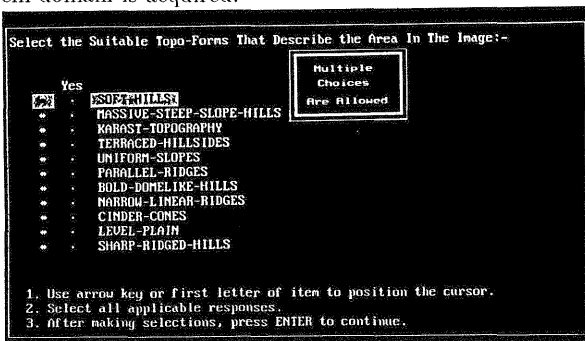 em domain is acquired.
Select the Suitable Topo-Forms That Describe the Area In The Image:-
Multiple
Choices
Are Allowed
Yes
SOFT-HILLS
MASSIVE-STEEP-SLOPE-HILLS
KARAST-TOPOGRAPHY
TERRACED-HILLSIDES
UNIFORM-SLOPES
PARALLEL-RIDGES
BOLD-DOMELIKE-HILLS
NARROW-LINEAR-RIDGES
CINDER-CONES
LEVEL-PLAIN
SHARP-RIDGED-HILLS
1. Use arrow key or first letter of item to position the cursor.
2. Select all applicable responses.
3. After making selections, press ENTER to continue.